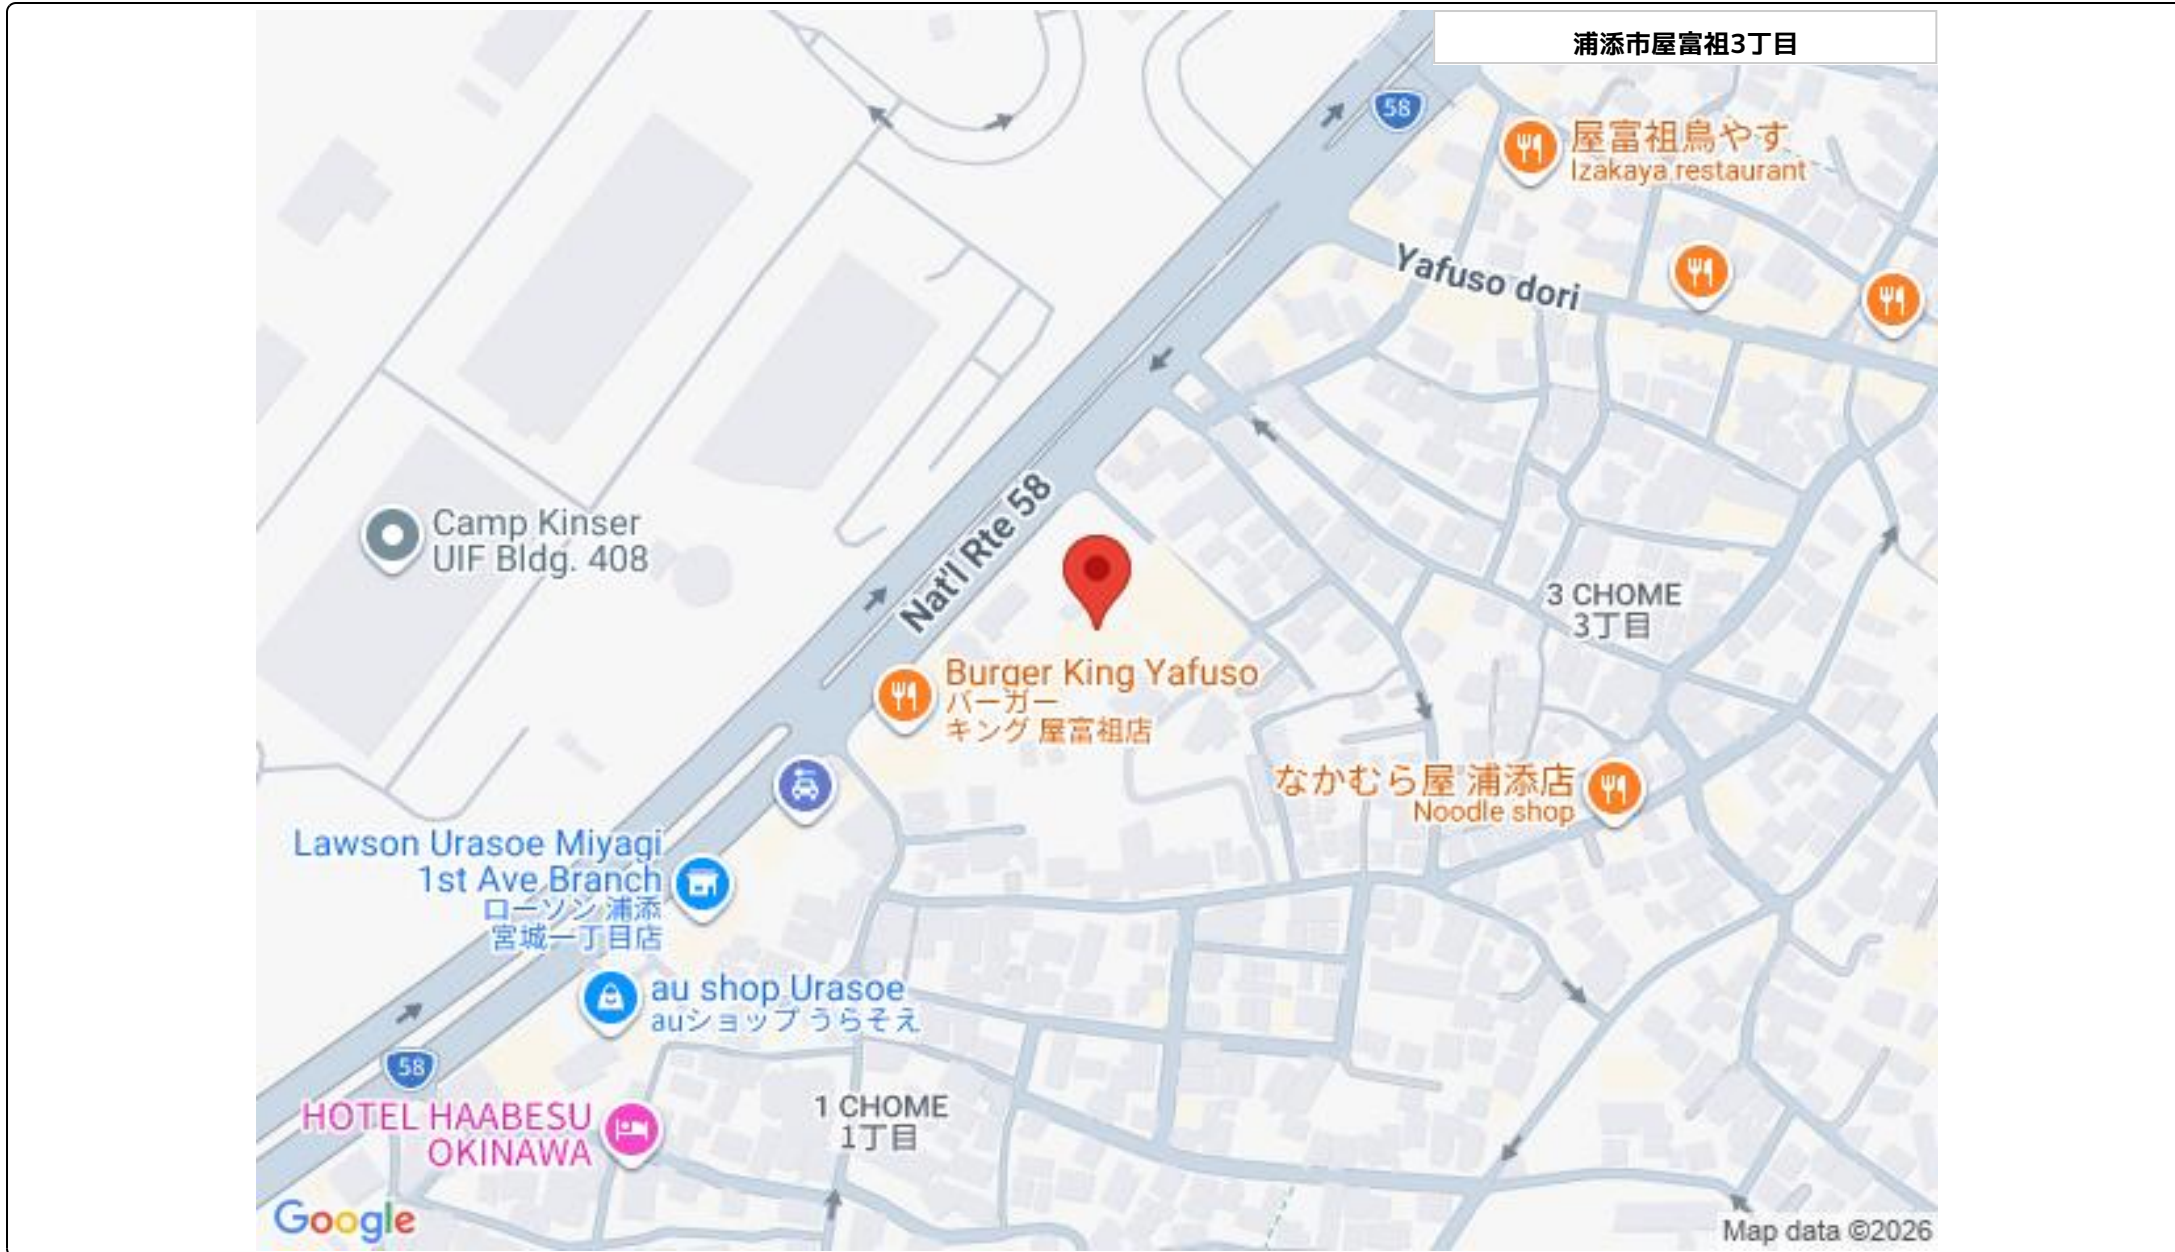 浦添市屋富祖3丁目
58
屋富祖鳥やす
Izakaya restaurant
Yafuso dori
Nat'l Rte 58
Camp Kinser
UIF Bldg. 408
3 CHOME
3丁目
Burger King Yafuso
バーガー
キング 屋富祖店
なかむら屋 浦添店
Noodle shop
Lawson Urasoe Miyagi
1st Ave Branch
ローソン 浦添
宮城一丁目店
au shop Urasoe
auショップ うらそえ
58
HOTEL HAABESU
OKINAWA
1 CHOME
1丁目
Google
Map data ©2026